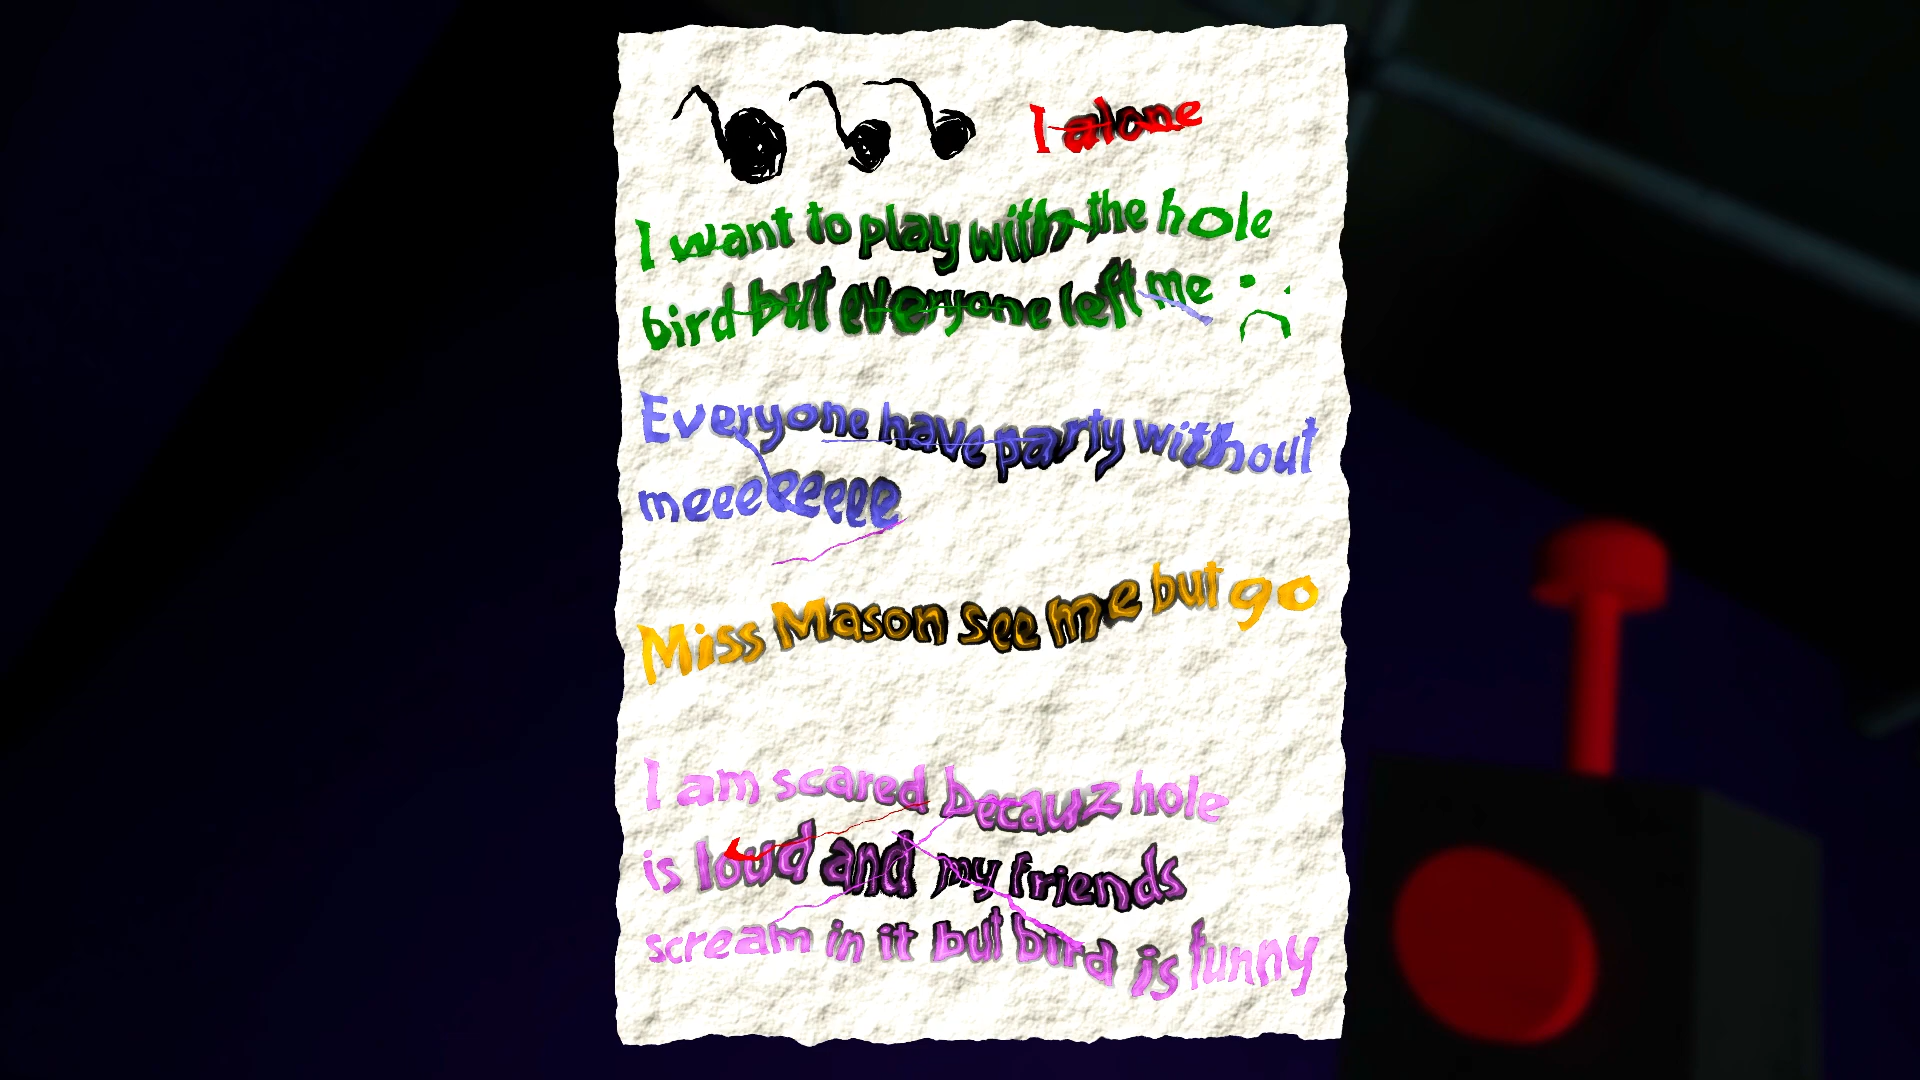 I alone
I want to play with the hole
bird but everyone left me
Everyone have party without
meeeeeeee
Miss Mason see me but go
I am scared becauz hole
is loud and my friends
scream in it but bird is funny